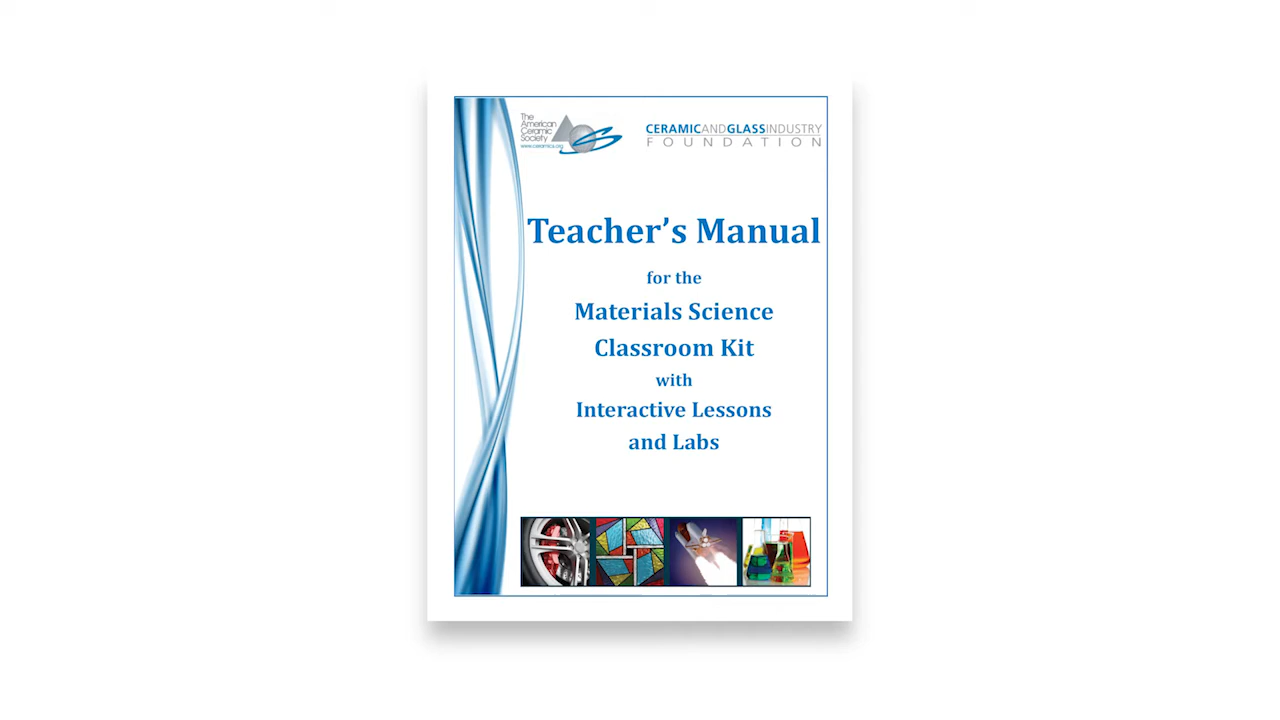 The
American
Ceramic
Society
www.ceramics.org
CERAMICANDGLASSINDUSTRY
FOUNDATION
Teacher's Manual
for the
Materials Science
Classroom Kit
with
Interactive Lessons
and Labs